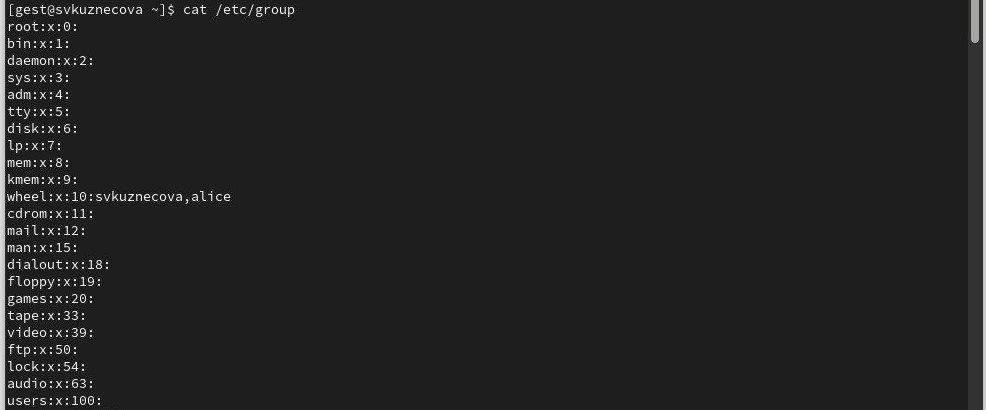 [gest@svkuznecova ~]$ cat /etc/group
root:x:0:
bin:x:1:
daemon:x:2:
sys:x:3:
adm:x:4:
tty:x:5:
disk:x:6:
lp:x:7:
mem:x:8:
kmem:x:9:
wheel:x:10:svkuznecova,alice
cdrom:x:11:
mail:x:12:
man:x:15:
dialout:x:18:
floppy:x:19:
games:x:20:
tape:x:33:
video:x:39:
ftp:x:50:
lock:x:54:
audio:x:63:
users:x:100: